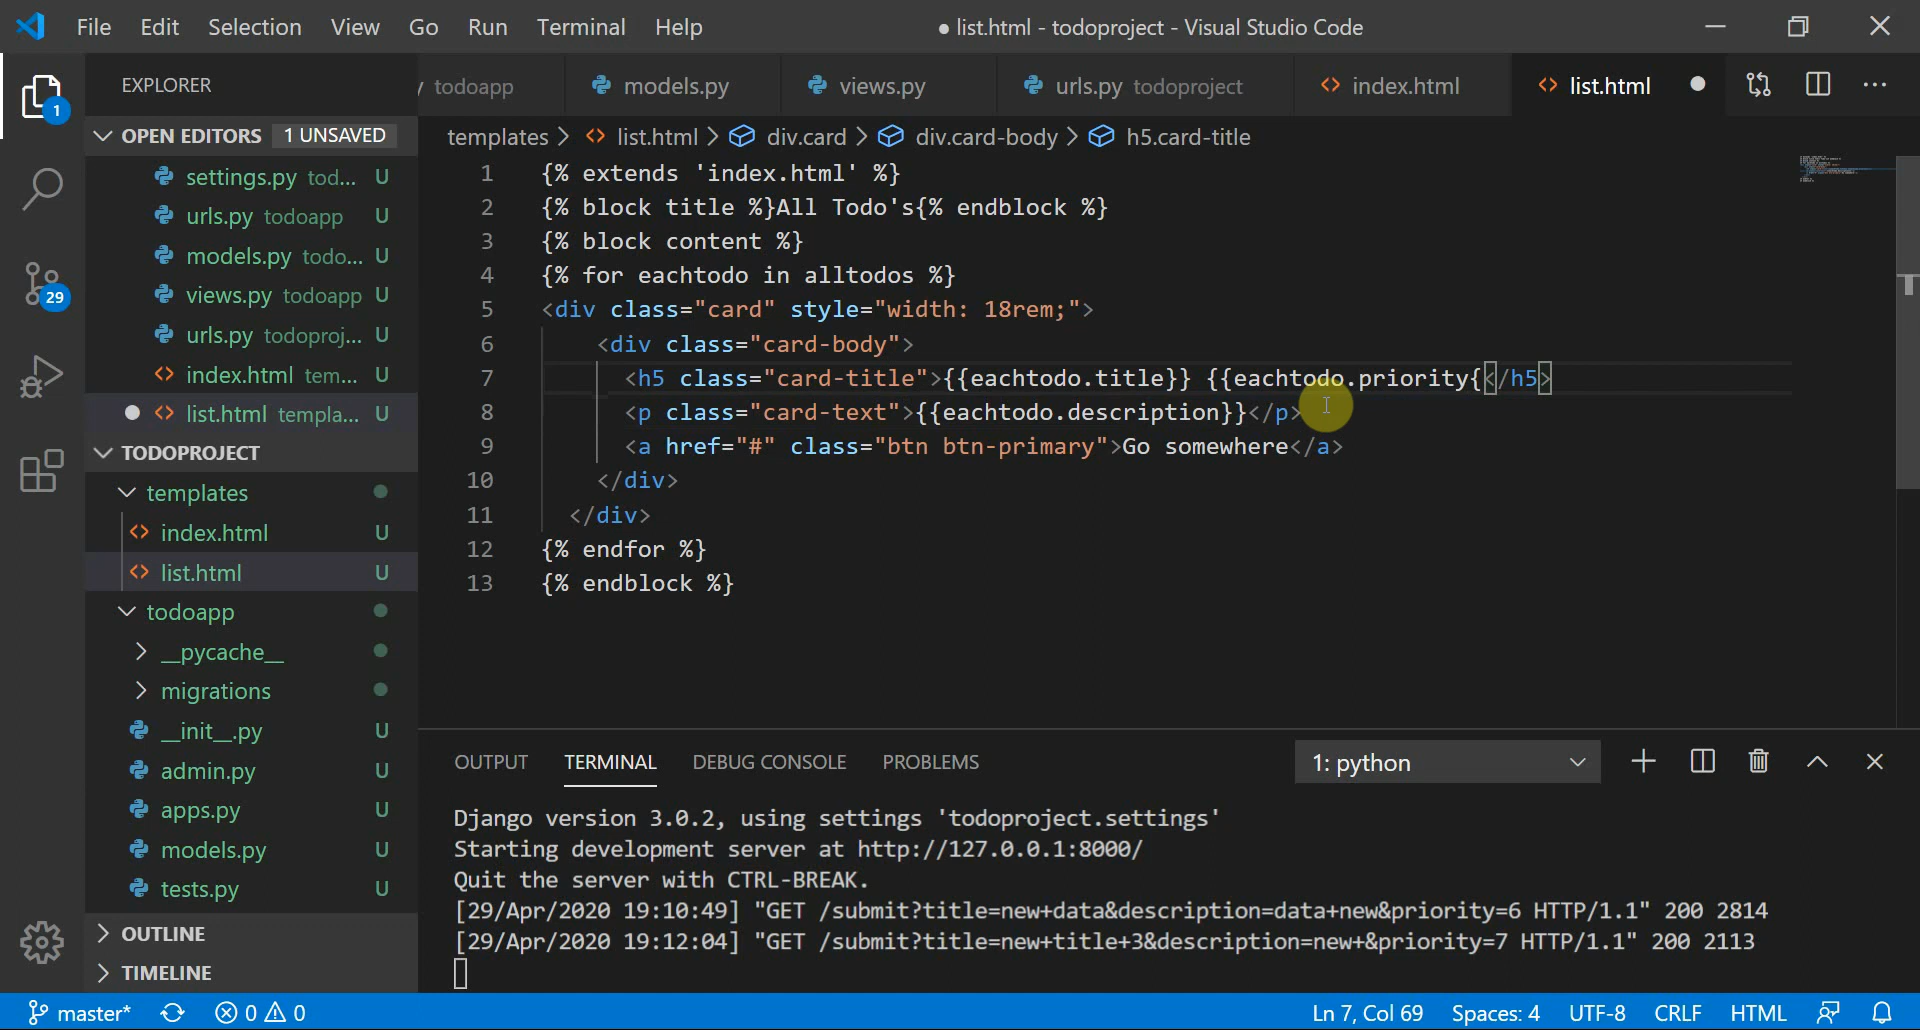 File Edit Selection View Go Run Terminal Help
● list.html - todoproject - Visual Studio Code
EXPLORER
todoapp
models.py
views.py
urls.py todoproject
index.html
list.html
1
OPEN EDITORS 1 UNSAVED
templates > list.html > div.card > div.card-body > h5.card-title
settings.py tod... U
urls.py todoapp U
models.py todo... U
views.py todoapp U
urls.py todoproj... U
index.html tem... U
list.html templa... U
29
TODOPROJECT
templates
index.html U
list.html U
todoapp
__pycache__
migrations
__init__.py U
admin.py U
apps.py U
models.py U
tests.py U
OUTLINE
TIMELINE
1 {% extends 'index.html' %}
2 {% block title %}All Todo's{% endblock %}
3 {% block content %}
4 {% for eachtodo in alltodos %}
5 <div class="card" style="width: 18rem;">
6 <div class="card-body">
7 <h5 class="card-title">{{eachtodo.title}} {{eachtodo.priority{</h5>
8 <p class="card-text">{{eachtodo.description}}</p>
9 <a href="#" class="btn btn-primary">Go somewhere</a>
10 </div>
11 </div>
12 {% endfor %}
13 {% endblock %}
OUTPUT TERMINAL DEBUG CONSOLE PROBLEMS
1: python
Django version 3.0.2, using settings 'todoproject.settings'
Starting development server at http://127.0.0.1:8000/
Quit the server with CTRL-BREAK.
[29/Apr/2020 19:10:49] "GET /submit?title=new+data&description=data+new&priority=6 HTTP/1.1" 200 2814
[29/Apr/2020 19:12:04] "GET /submit?title=new+title+3&description=new+&priority=7 HTTP/1.1" 200 2113
master* 0 0
Ln 7, Col 69 Spaces: 4 UTF-8 CRLF HTML